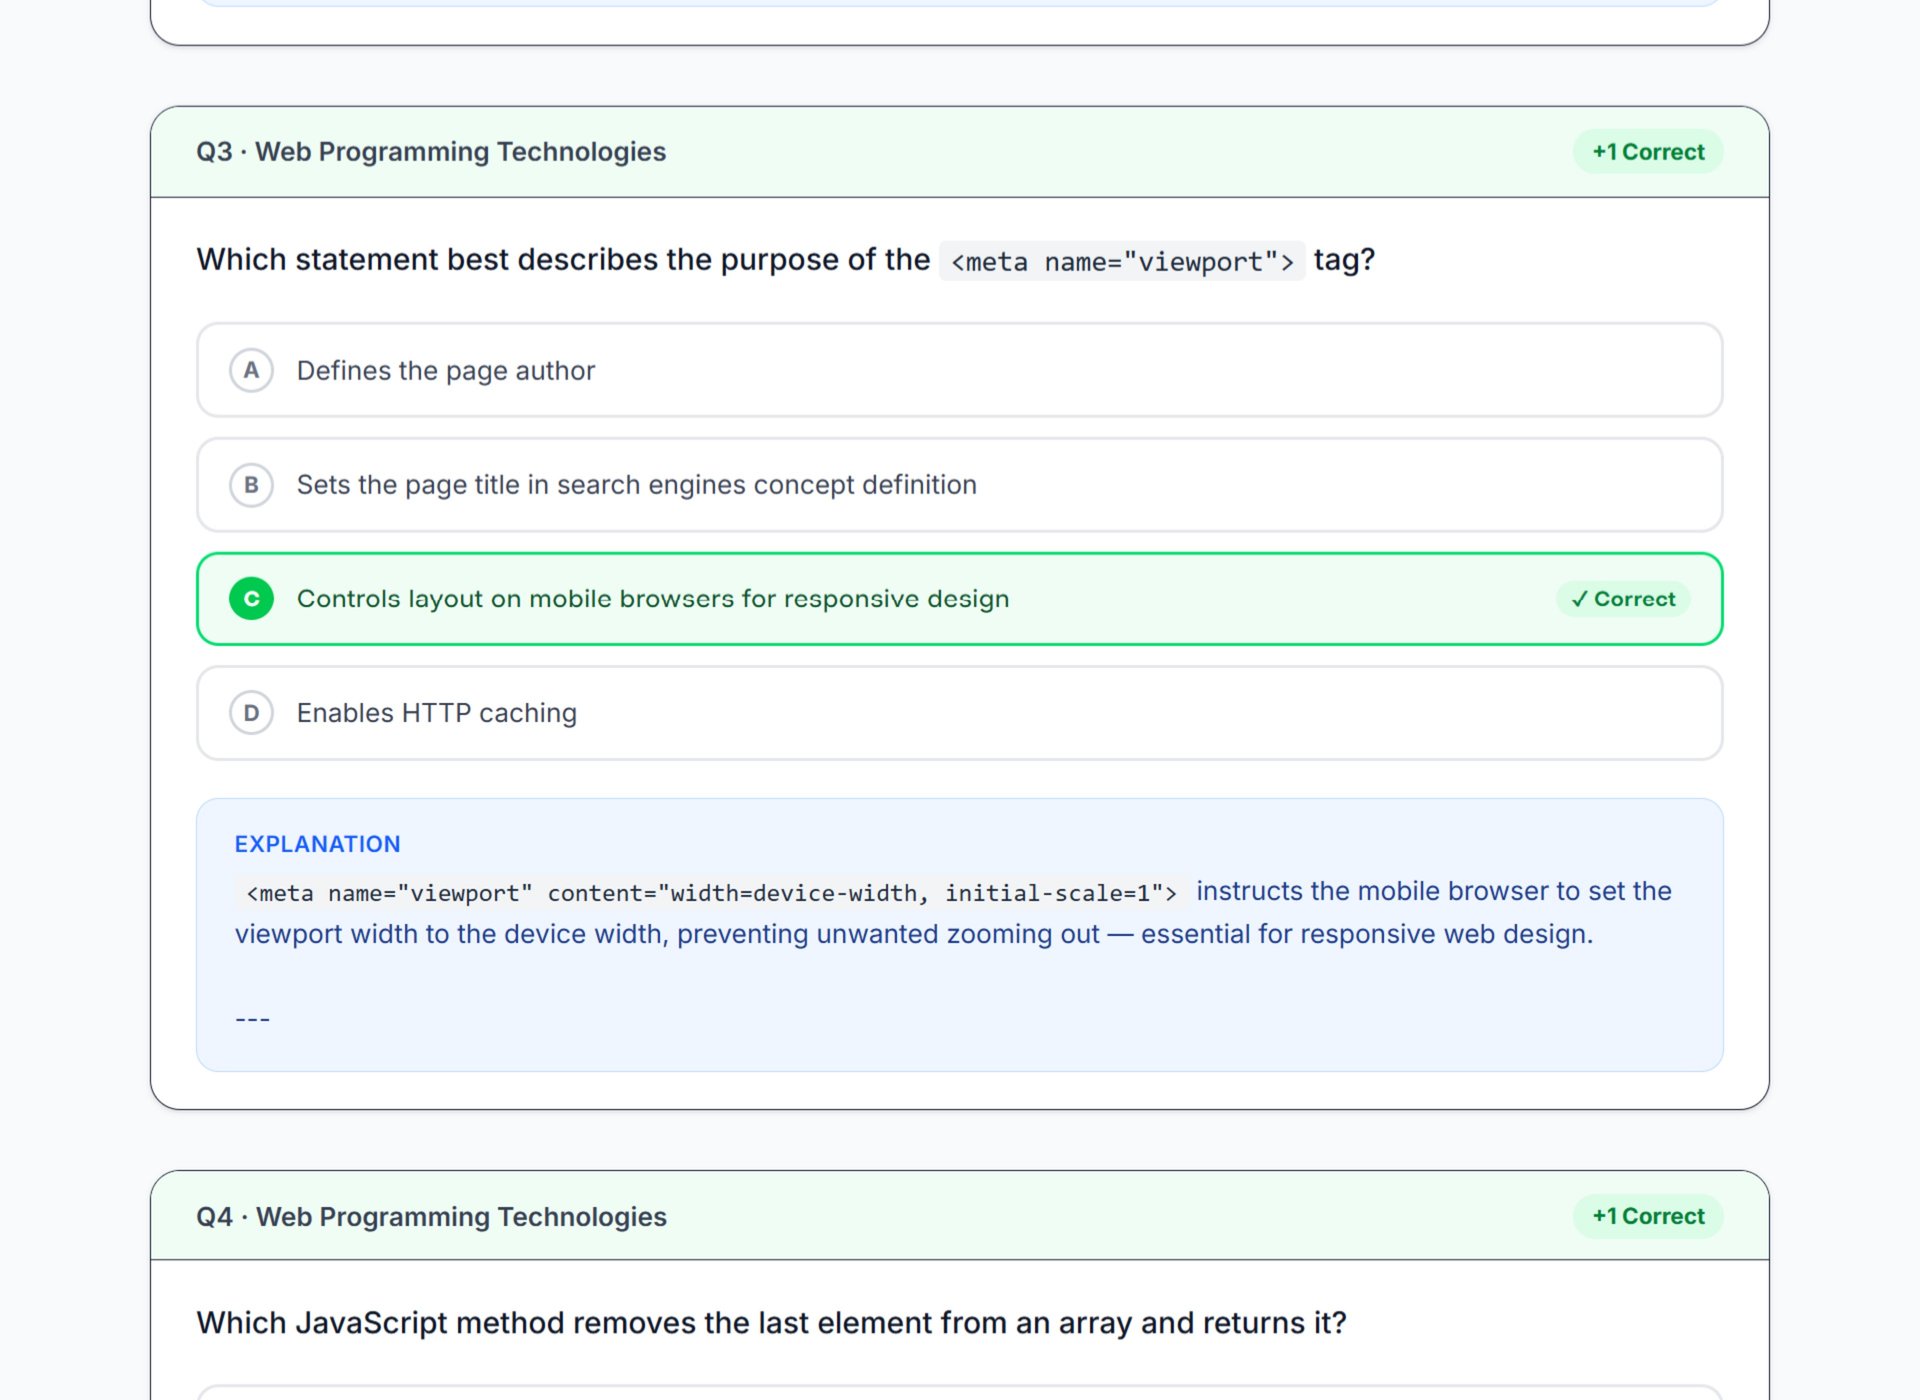 Q3 · Web Programming Technologies
+1 Correct
Which statement best describes the purpose of the <meta name="viewport"> tag?
A Defines the page author
B Sets the page title in search engines concept definition
C Controls layout on mobile browsers for responsive design
✓ Correct
D Enables HTTP caching
EXPLANATION
<meta name="viewport" content="width=device-width, initial-scale=1"> instructs the mobile browser to set the
viewport width to the device width, preventing unwanted zooming out — essential for responsive web design.
---
Q4 · Web Programming Technologies
+1 Correct
Which JavaScript method removes the last element from an array and returns it?